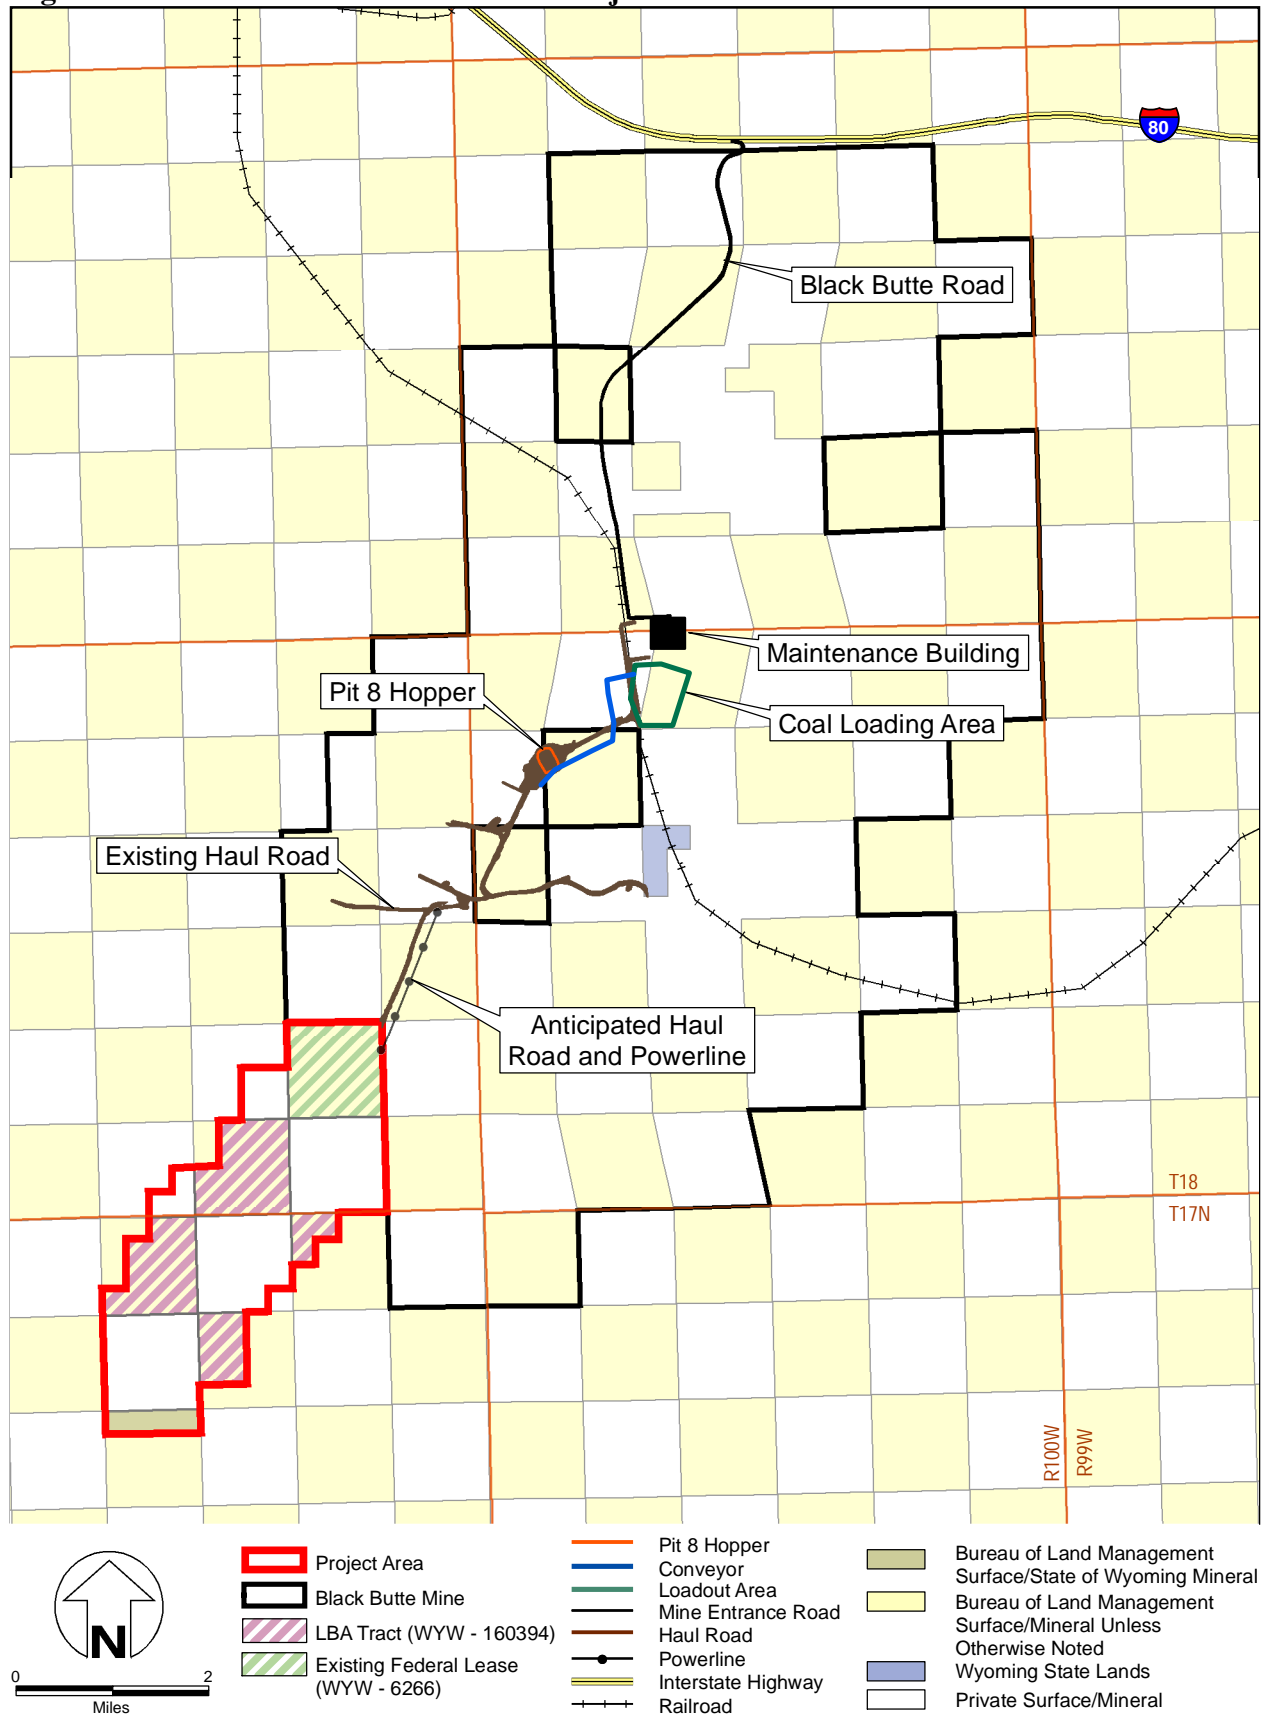 80
Black Butte Road
Maintenance Building
Pit 8 Hopper
Coal Loading Area
Existing Haul Road
Anticipated Haul
Road and Powerline
T18
T17N
R100W
R99W
N
0 2
Miles
Project Area
Black Butte Mine
LBA Tract (WYW - 160394)
Existing Federal Lease
(WYW - 6266)
Pit 8 Hopper
Conveyor
Loadout Area
Mine Entrance Road
Haul Road
Powerline
Interstate Highway
Railroad
Bureau of Land Management
Surface/State of Wyoming Mineral
Bureau of Land Management
Surface/Mineral Unless
Otherwise Noted
Wyoming State Lands
Private Surface/Mineral